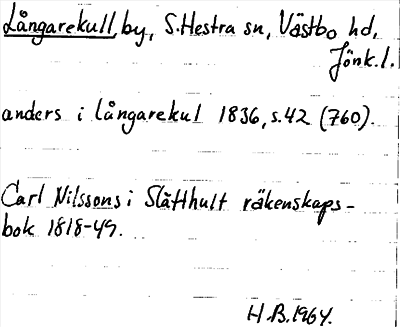 Långarekull by, S. Hestra sn, Västbo hd,
Jönk. l.
anders i Långarekul 1836, s. 42 (760).
Carl Nilssons i Slätthult räkenskaps-
bok 1818-49.
H.B. 1964.